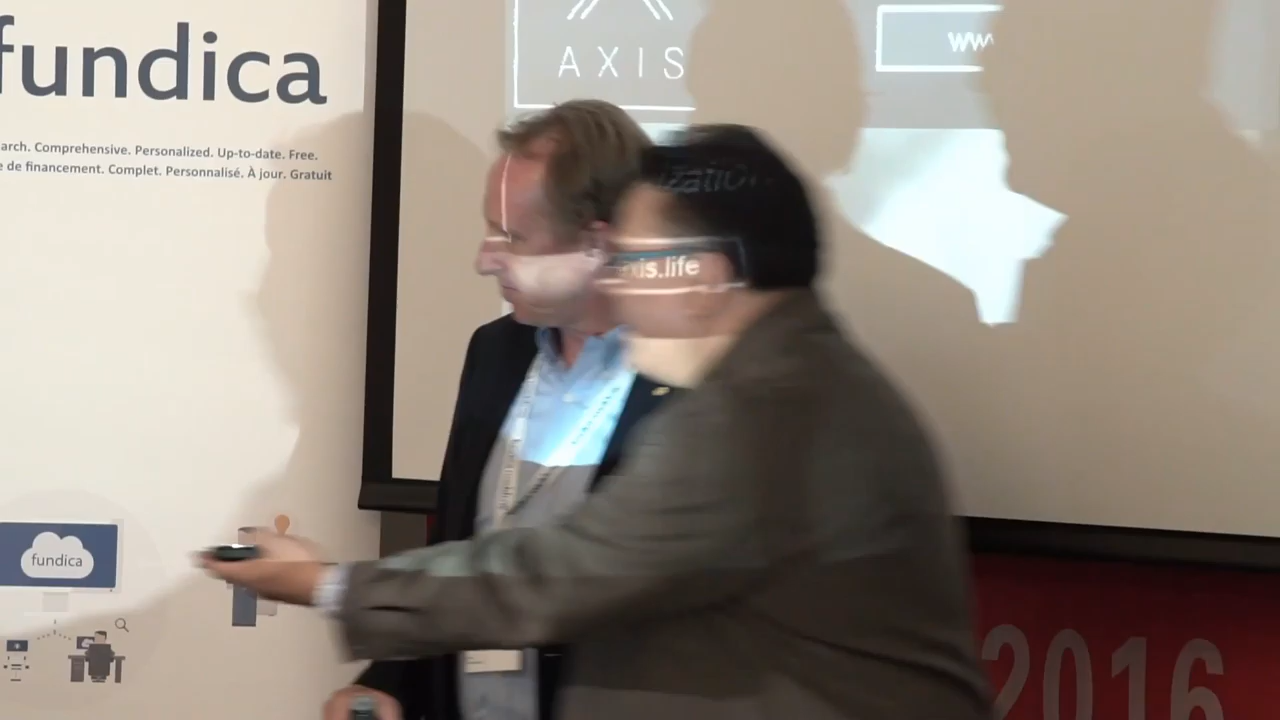 fundica
arch. Comprehensive. Personalized. Up-to-date. Free.
e de financement. Complet. Personnalisé. À jour. Gratuit
AXIS
ww
xis.life
fundica
2016